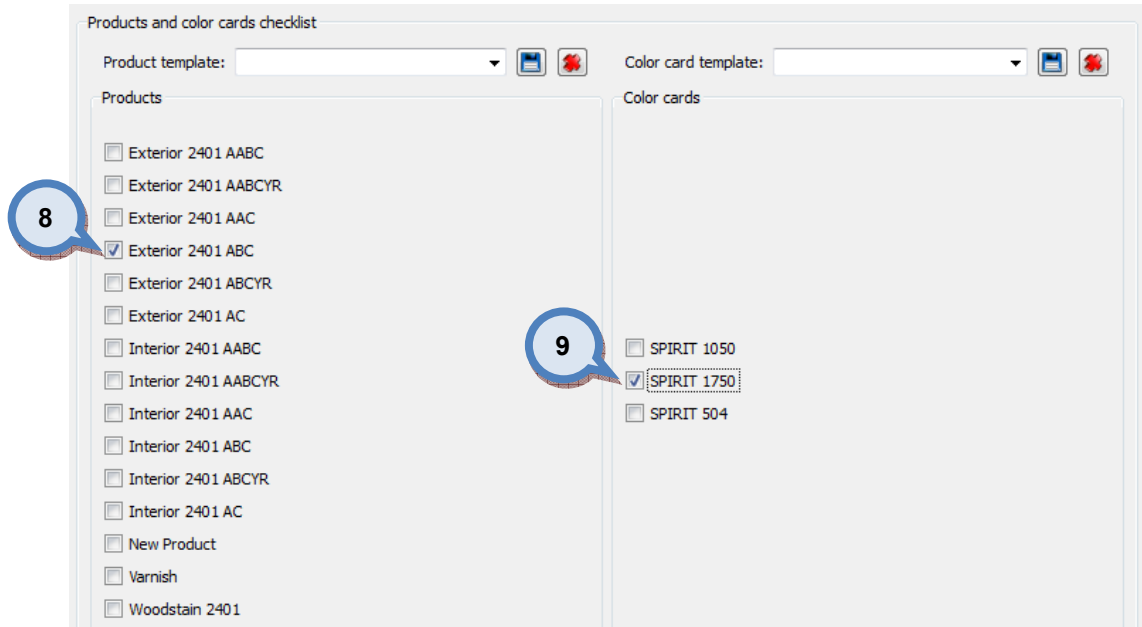 Products and color cards checklist
Product template:
Color card template:
Products
Color cards
Exterior 2401 AABC
Exterior 2401 AABCYR
8
Exterior 2401 AAC
Exterior 2401 ABC
Exterior 2401 ABCYR
Exterior 2401 AC
Interior 2401 AABC
Interior 2401 AABCYR
Interior 2401 AAC
Interior 2401 ABC
Interior 2401 ABCYR
Interior 2401 AC
New Product
Varnish
Woodstain 2401
9
SPIRIT 1050
SPIRIT 1750
SPIRIT 504